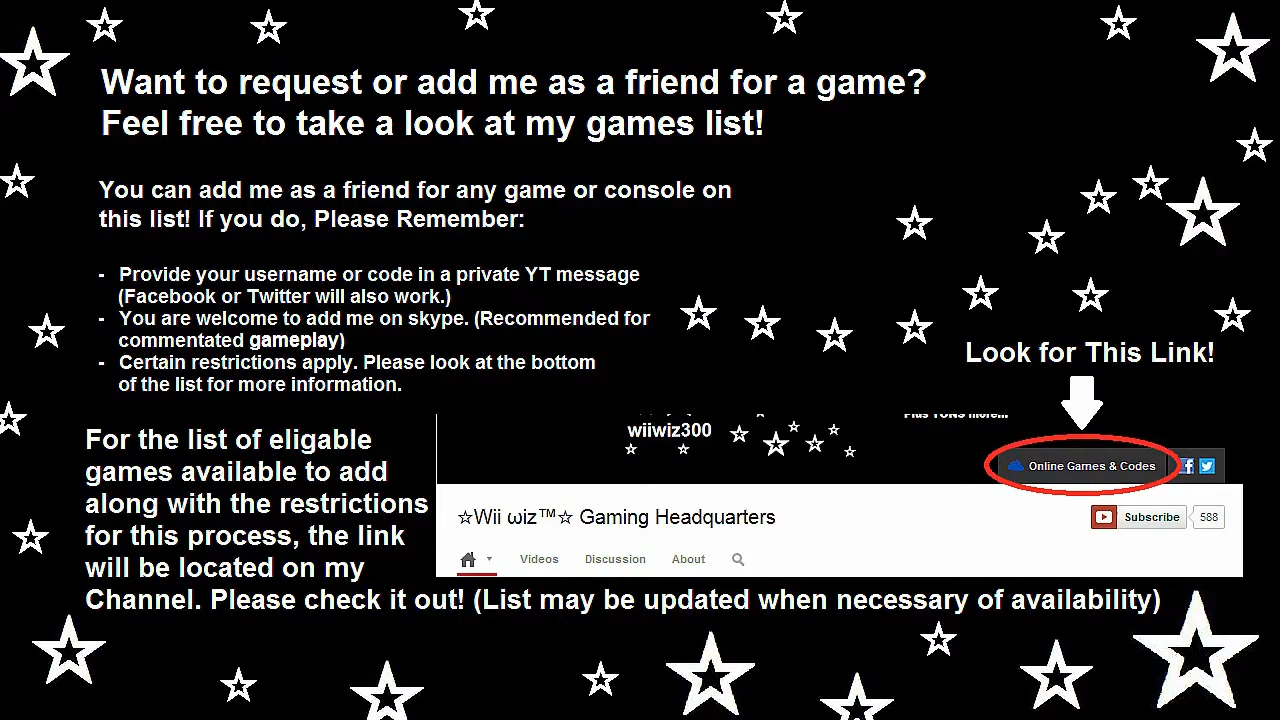 Want to request or add me as a friend for a game?
Feel free to take a look at my games list!
You can add me as a friend for any game or console on
this list! If you do, Please Remember:
- Provide your username or code in a private YT message
(Facebook or Twitter will also work.)
- You are welcome to add me on skype. (Recommended for
commentated gameplay)
- Certain restrictions apply. Please look at the bottom
of the list for more information.
Look for This Link!
For the list of eligable
games available to add
along with the restrictions
for this process, the link
will be located on my
Channel. Please check it out! (List may be updated when necessary of availability)
Plus TONS more...
wiiwiz300
Online Games & Codes
☆Wii ωiz™☆ Gaming Headquarters
Subscribe 588
Videos Discussion About